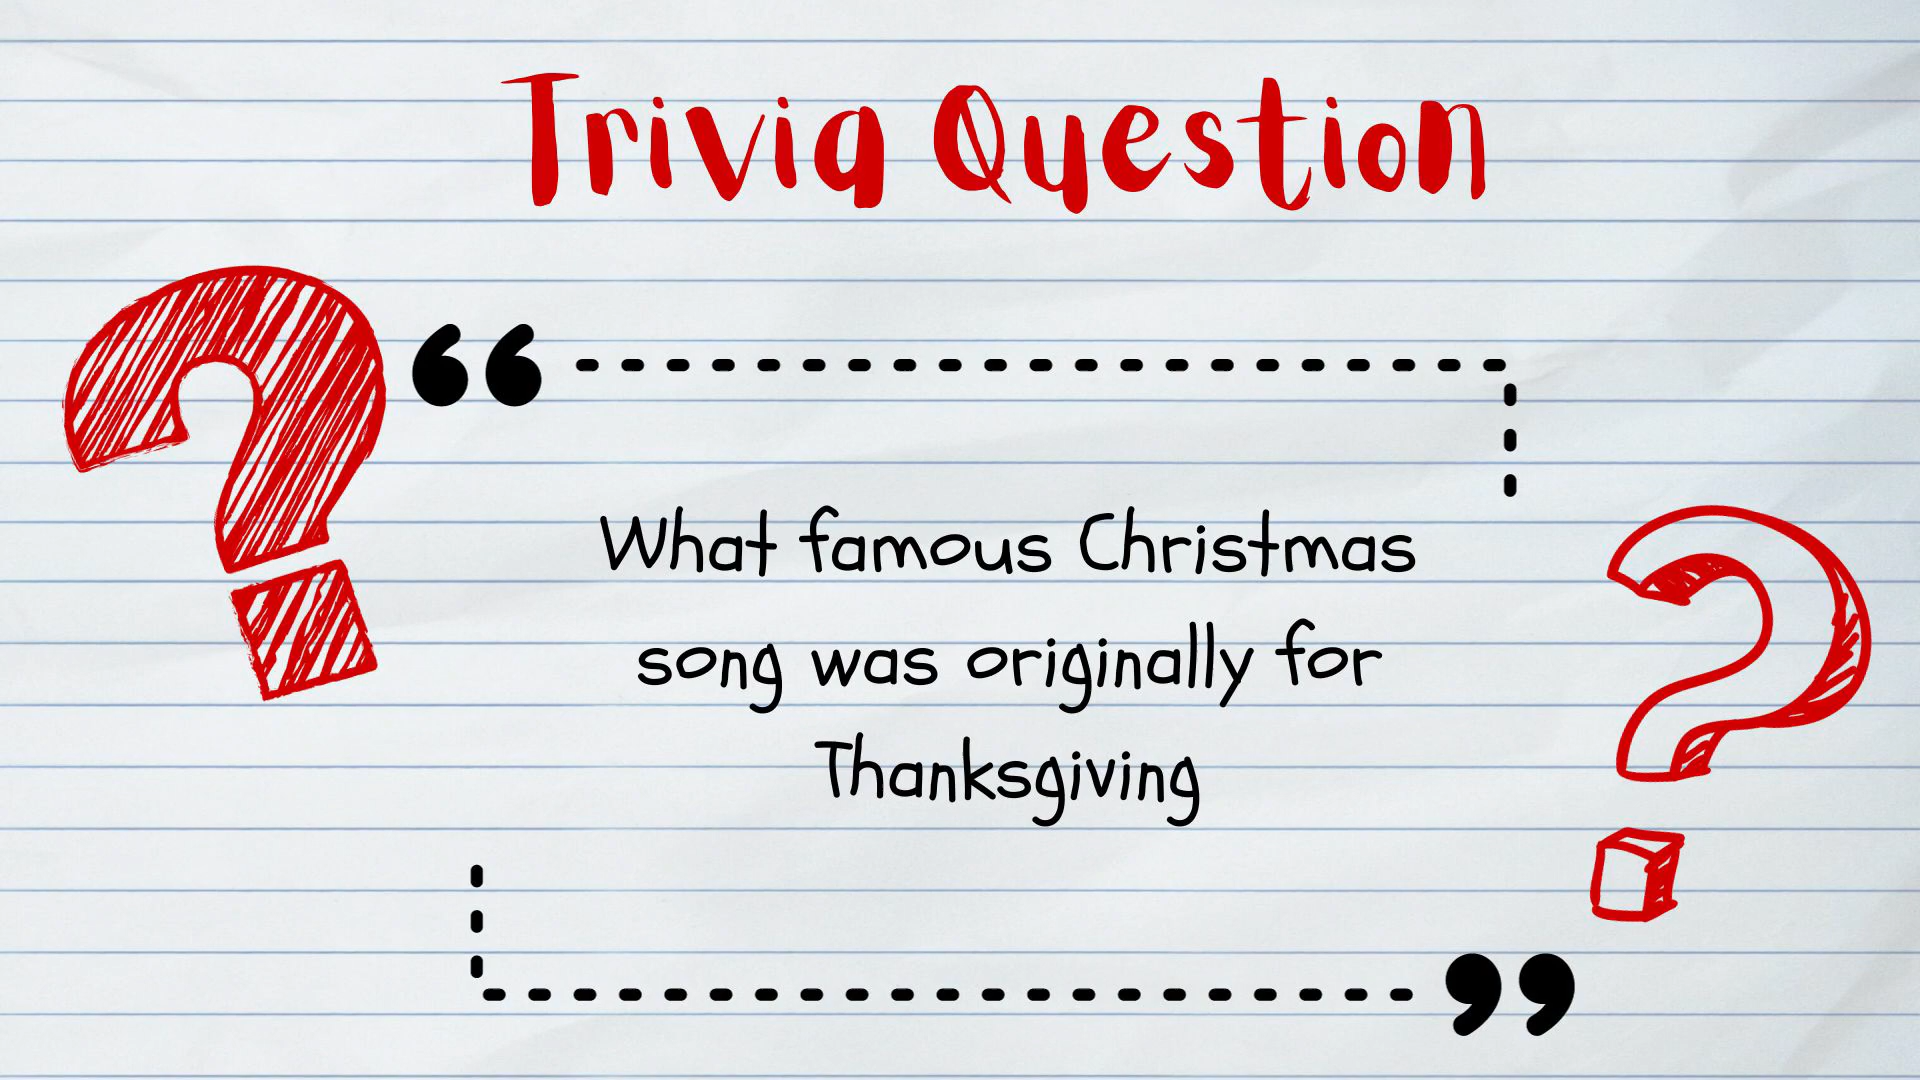 Trivia Question
“
What famous Christmas
song was originally for
Thanksgiving
”